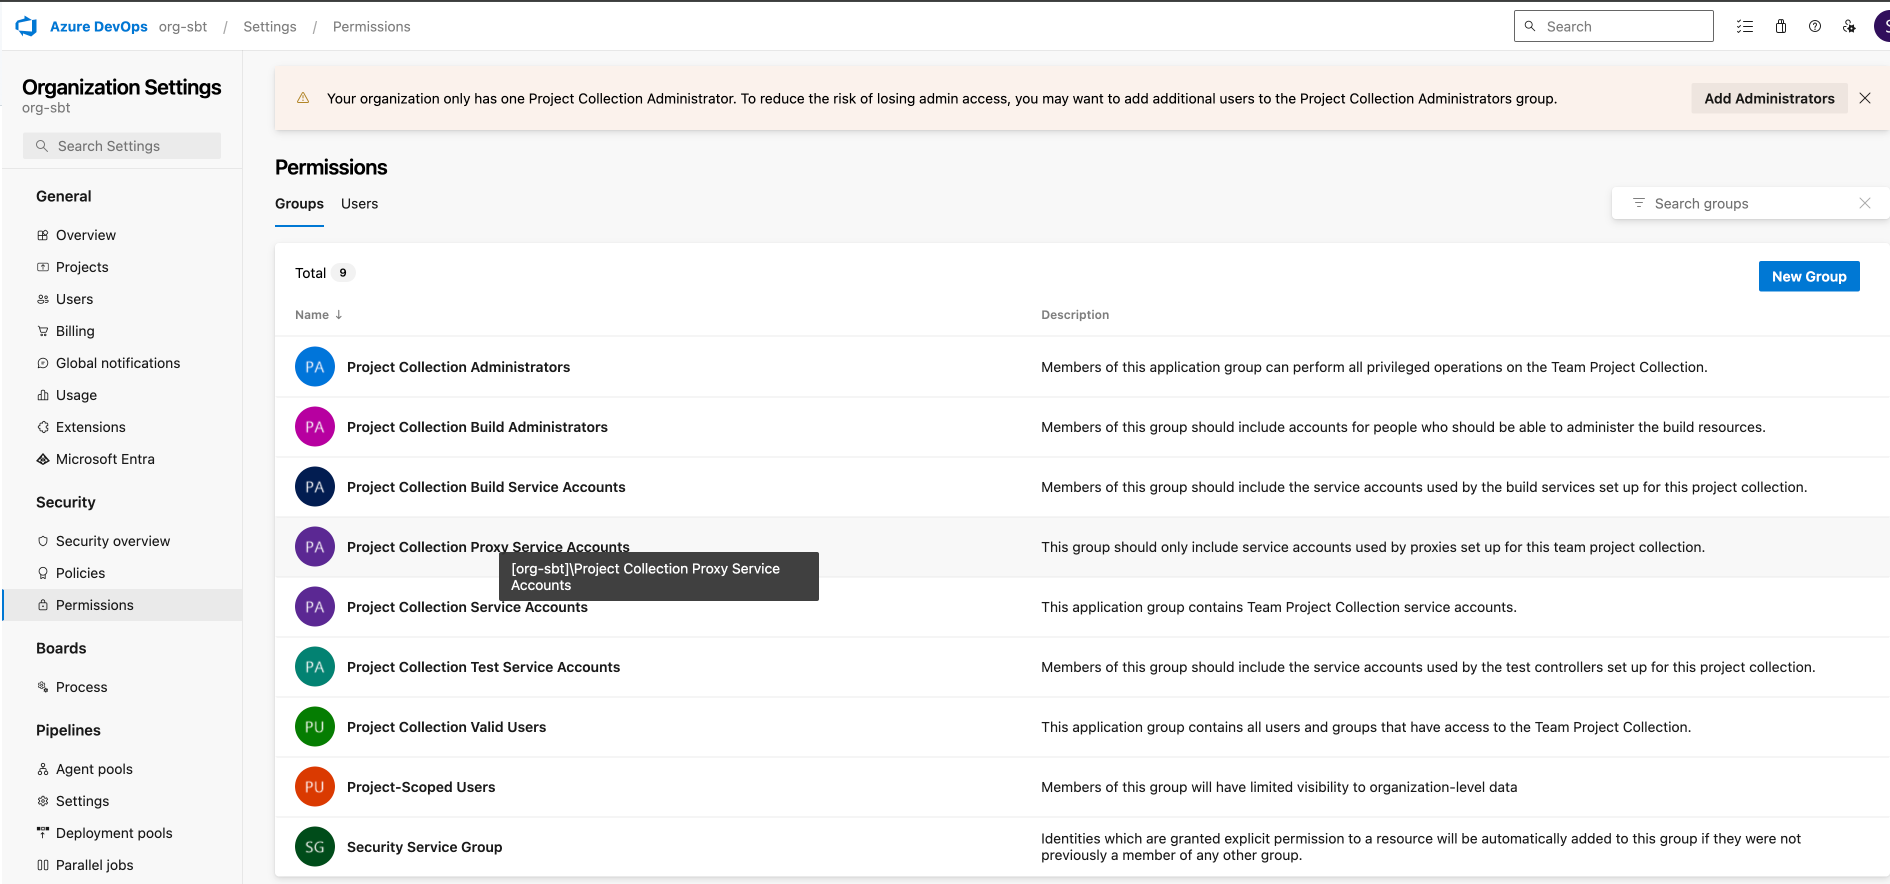 Azure DevOps org-sbt / Settings / Permissions
Search
S
Organization Settings
org-sbt
Search Settings
General
Overview
Projects
Users
Billing
Global notifications
Usage
Extensions
Microsoft Entra
Security
Security overview
Policies
Permissions
Boards
Process
Pipelines
Agent pools
Settings
Deployment pools
Parallel jobs
Your organization only has one Project Collection Administrator. To reduce the risk of losing admin access, you may want to add additional users to the Project Collection Administrators group.
Add Administrators
Permissions
Groups Users
Search groups
Total 9
New Group
Name ↓ Description
PA Project Collection Administrators Members of this application group can perform all privileged operations on the Team Project Collection.
PA Project Collection Build Administrators Members of this group should include accounts for people who should be able to administer the build resources.
PA Project Collection Build Service Accounts Members of this group should include the service accounts used by the build services set up for this project collection.
PA Project Collection Proxy Service Accounts This group should only include service accounts used by proxies set up for this team project collection.
[org-sbt]\Project Collection Proxy Service
Accounts
PA Project Collection Service Accounts This application group contains Team Project Collection service accounts.
PA Project Collection Test Service Accounts Members of this group should include the service accounts used by the test controllers set up for this project collection.
PU Project Collection Valid Users This application group contains all users and groups that have access to the Team Project Collection.
PU Project-Scoped Users Members of this group will have limited visibility to organization-level data
SG Security Service Group Identities which are granted explicit permission to a resource will be automatically added to this group if they were not
previously a member of any other group.